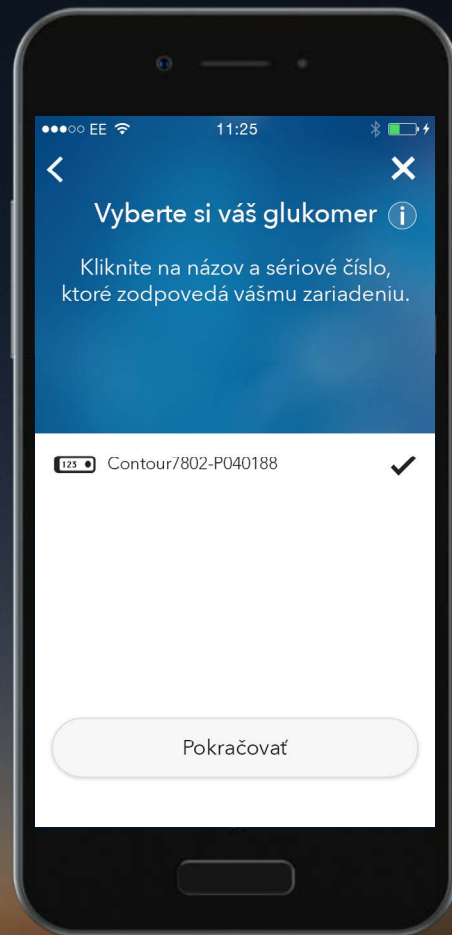 EE 11:25
Vyberte si váš glukomer i
Kliknite na názov a sériové číslo,
ktoré zodpovedá vášmu zariadeniu.
123 Contour7802-P040188
Pokračovať